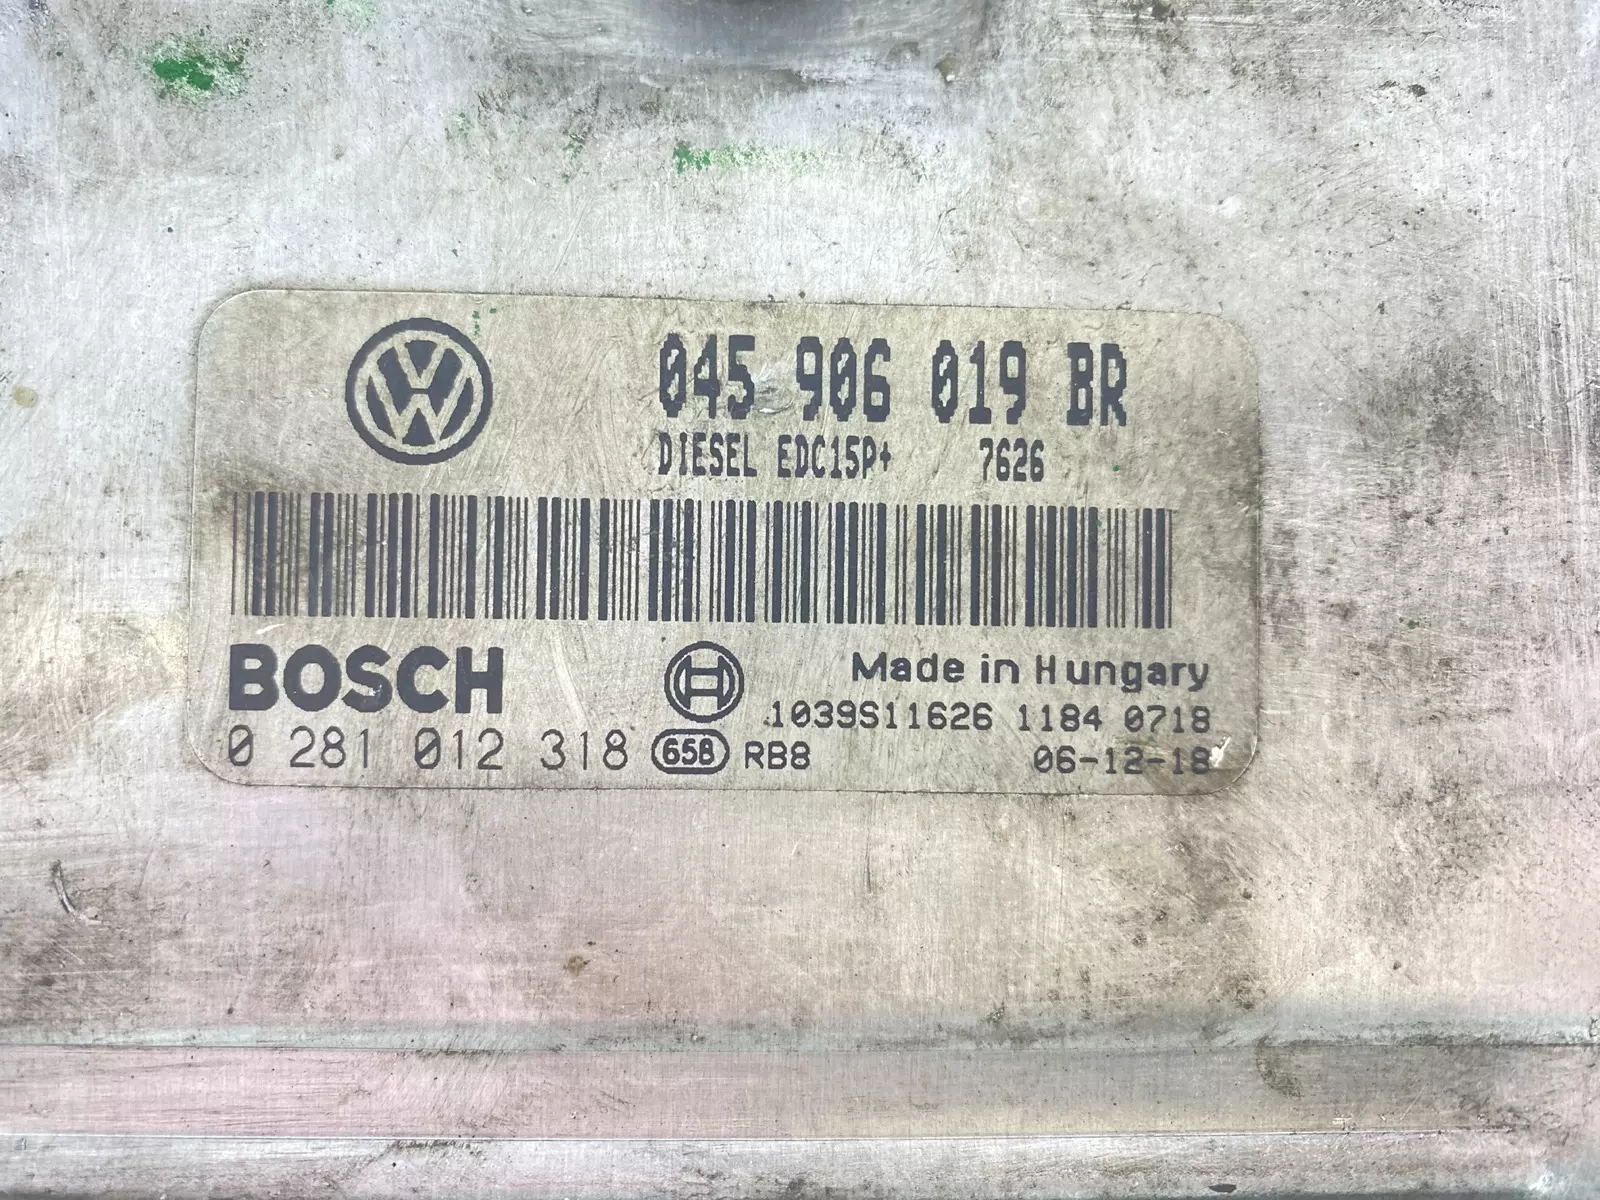 045 906 019 BR
DIESEL EDC15P+ 7626
BOSCH
Made in Hungary
1039S11626 1184 0718
0 281 012 318 65B RB8 06-12-18